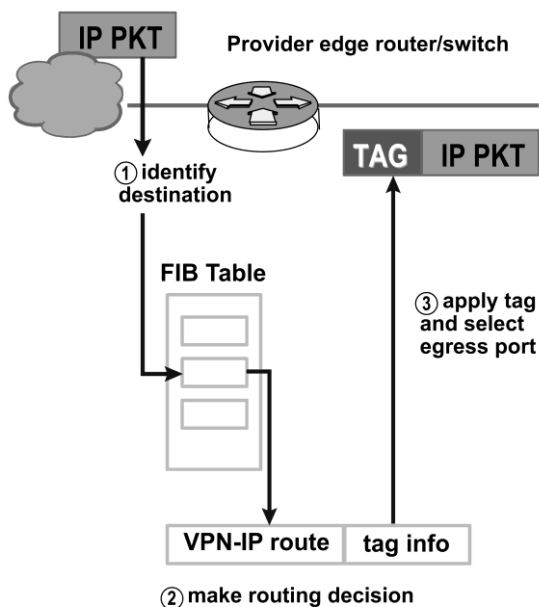 IP PKT
Provider edge router/switch
TAG IP PKT
① identify
destination
FIB Table
③ apply tag
and select
egress port
VPN-IP route tag info
② make routing decision